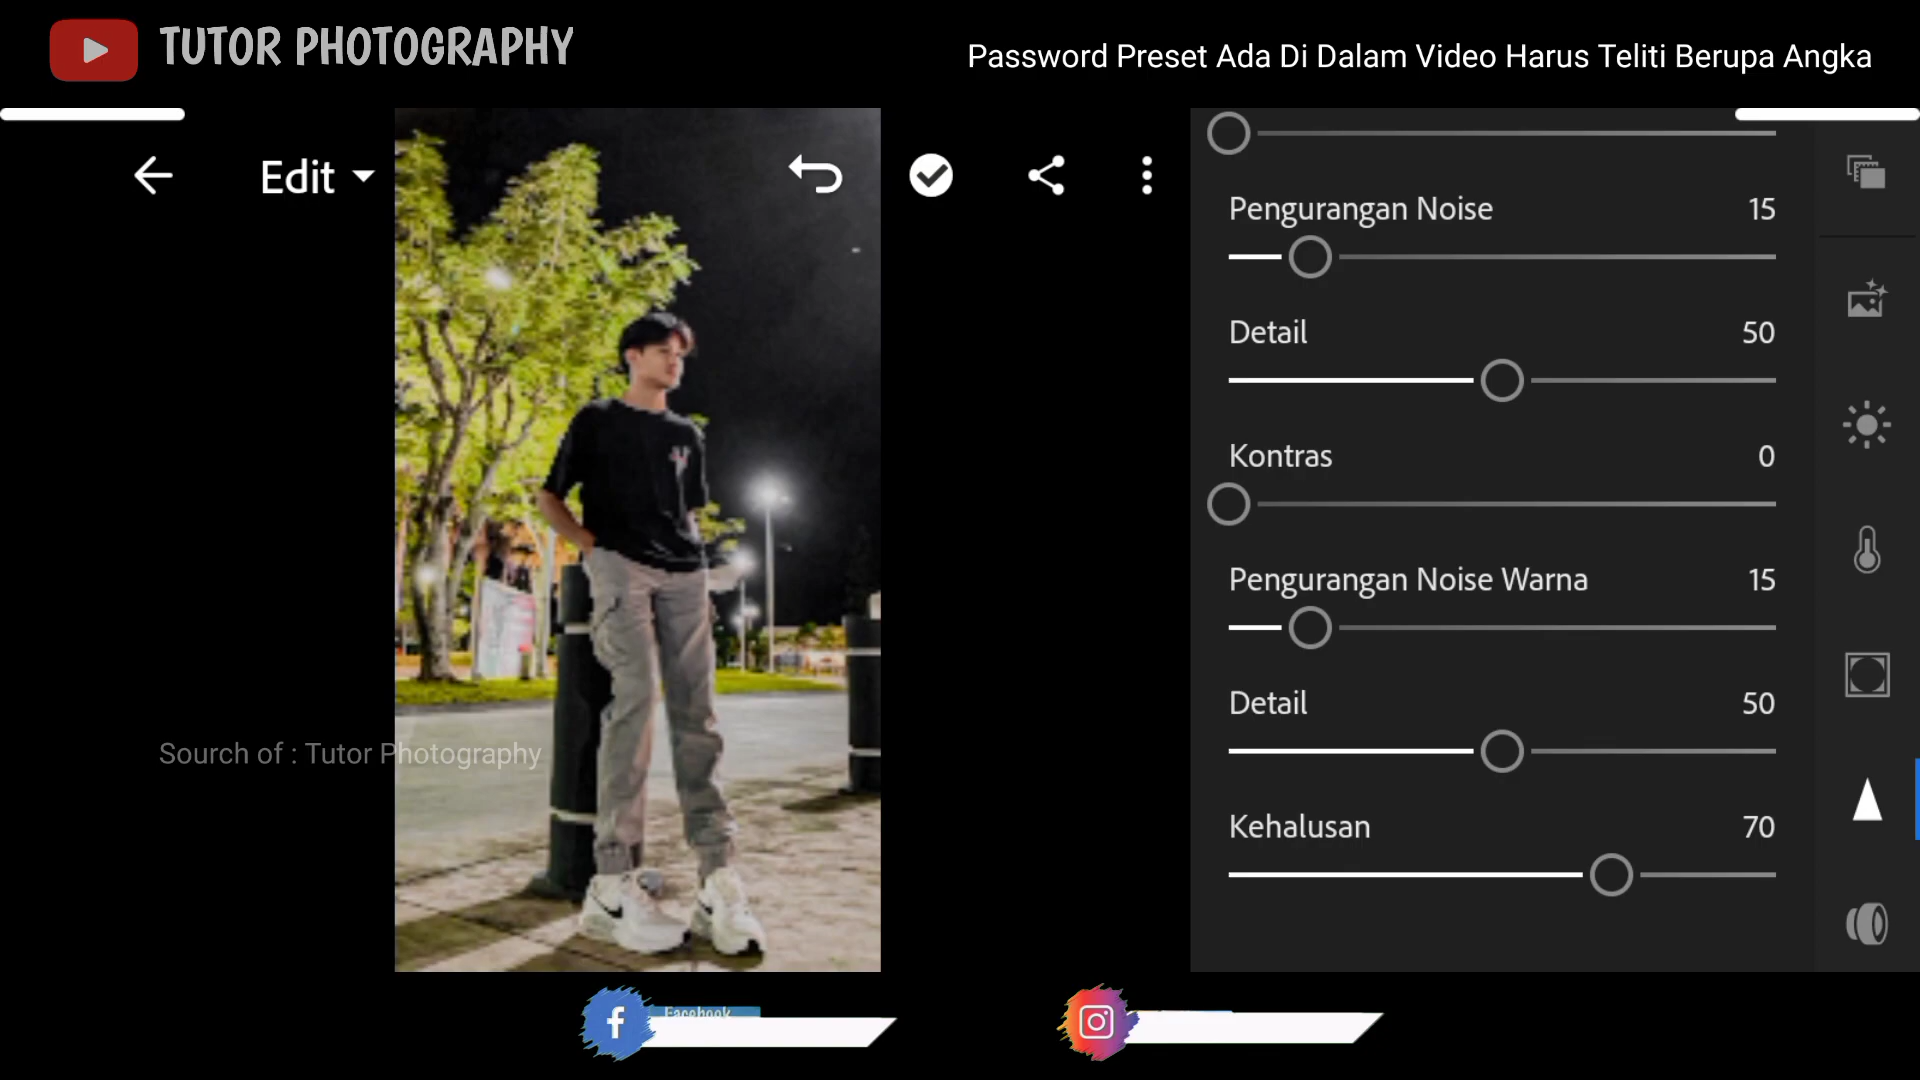 TUTOR PHOTOGRAPHY
Password Preset Ada Di Dalam Video Harus Teliti Berupa Angka
Edit
Pengurangan Noise 15
Detail 50
Kontras 0
Pengurangan Noise Warna 15
Detail 50
Kehalusan 70
Sourch of : Tutor Photography
Facebook